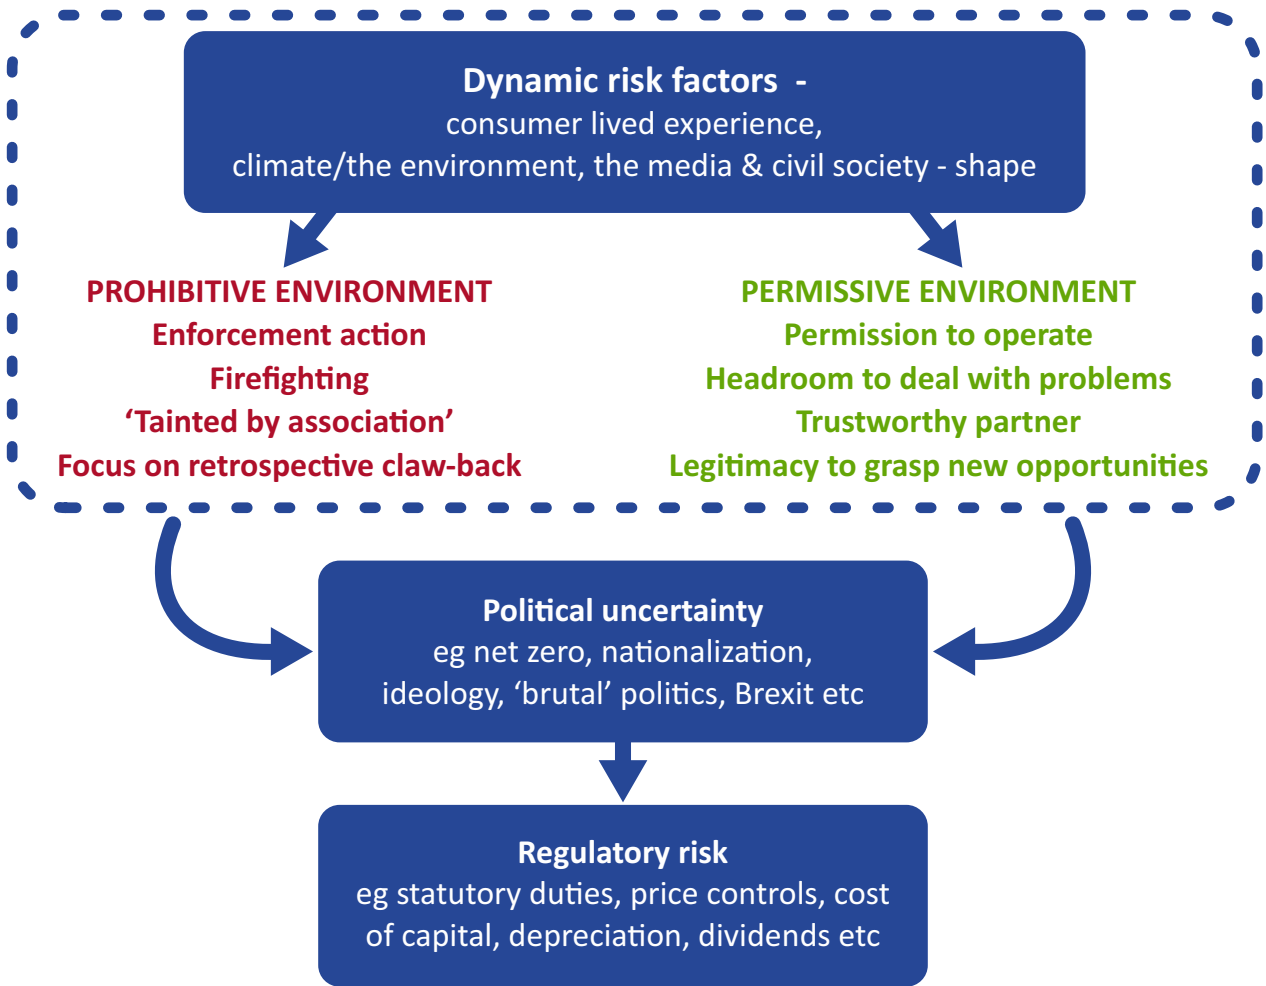 Dynamic risk factors -
consumer lived experience,
climate/the environment, the media & civil society - shape
PROHIBITIVE ENVIRONMENT
Enforcement action
Firefighting
‘Tainted by association’
Focus on retrospective claw-back
PERMISSIVE ENVIRONMENT
Permission to operate
Headroom to deal with problems
Trustworthy partner
Legitimacy to grasp new opportunities
Political uncertainty
eg net zero, nationalization,
ideology, ‘brutal’ politics, Brexit etc
Regulatory risk
eg statutory duties, price controls, cost
of capital, depreciation, dividends etc